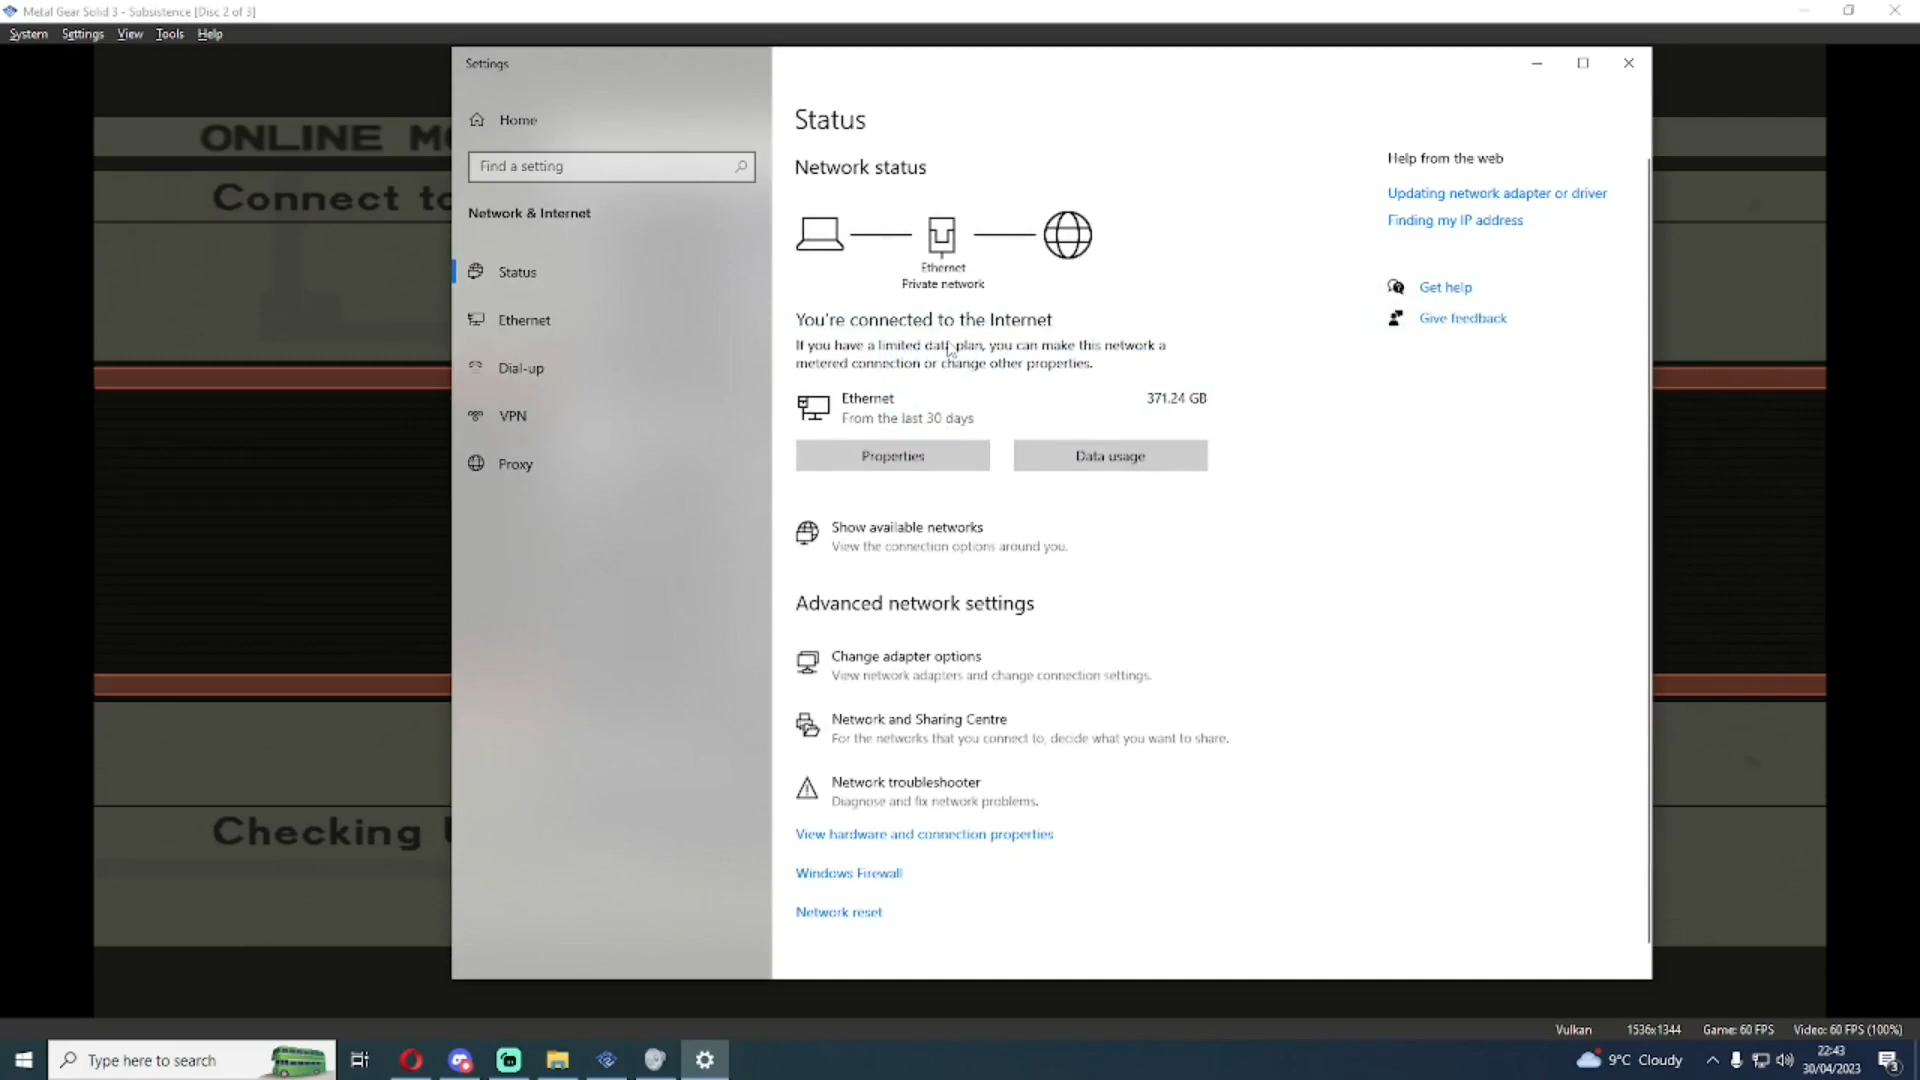 Metal Gear Solid 3 - Subsistence [Disc 2 of 3]
System Settings View Tools Help
ONLINE M
Connect to
Checking
Settings
Home
Find a setting
Network & Internet
Status
Ethernet
Dial-up
VPN
Proxy
Status
Network status
Ethernet
Private network
You're connected to the Internet
If you have a limited data plan, you can make this network a
metered connection or change other properties.
Ethernet 371.24 GB
From the last 30 days
Properties Data usage
Show available networks
View the connection options around you.
Advanced network settings
Change adapter options
View network adapters and change connection settings.
Network and Sharing Centre
For the networks that you connect to, decide what you want to share.
Network troubleshooter
Diagnose and fix network problems.
View hardware and connection properties
Windows Firewall
Network reset
Help from the web
Updating network adapter or driver
Finding my IP address
Get help
Give feedback
Vulkan 1536x1344 Game: 60 FPS Video: 60 FPS (100%)
Type here to search
9°C Cloudy
22:43
30/04/2023
3